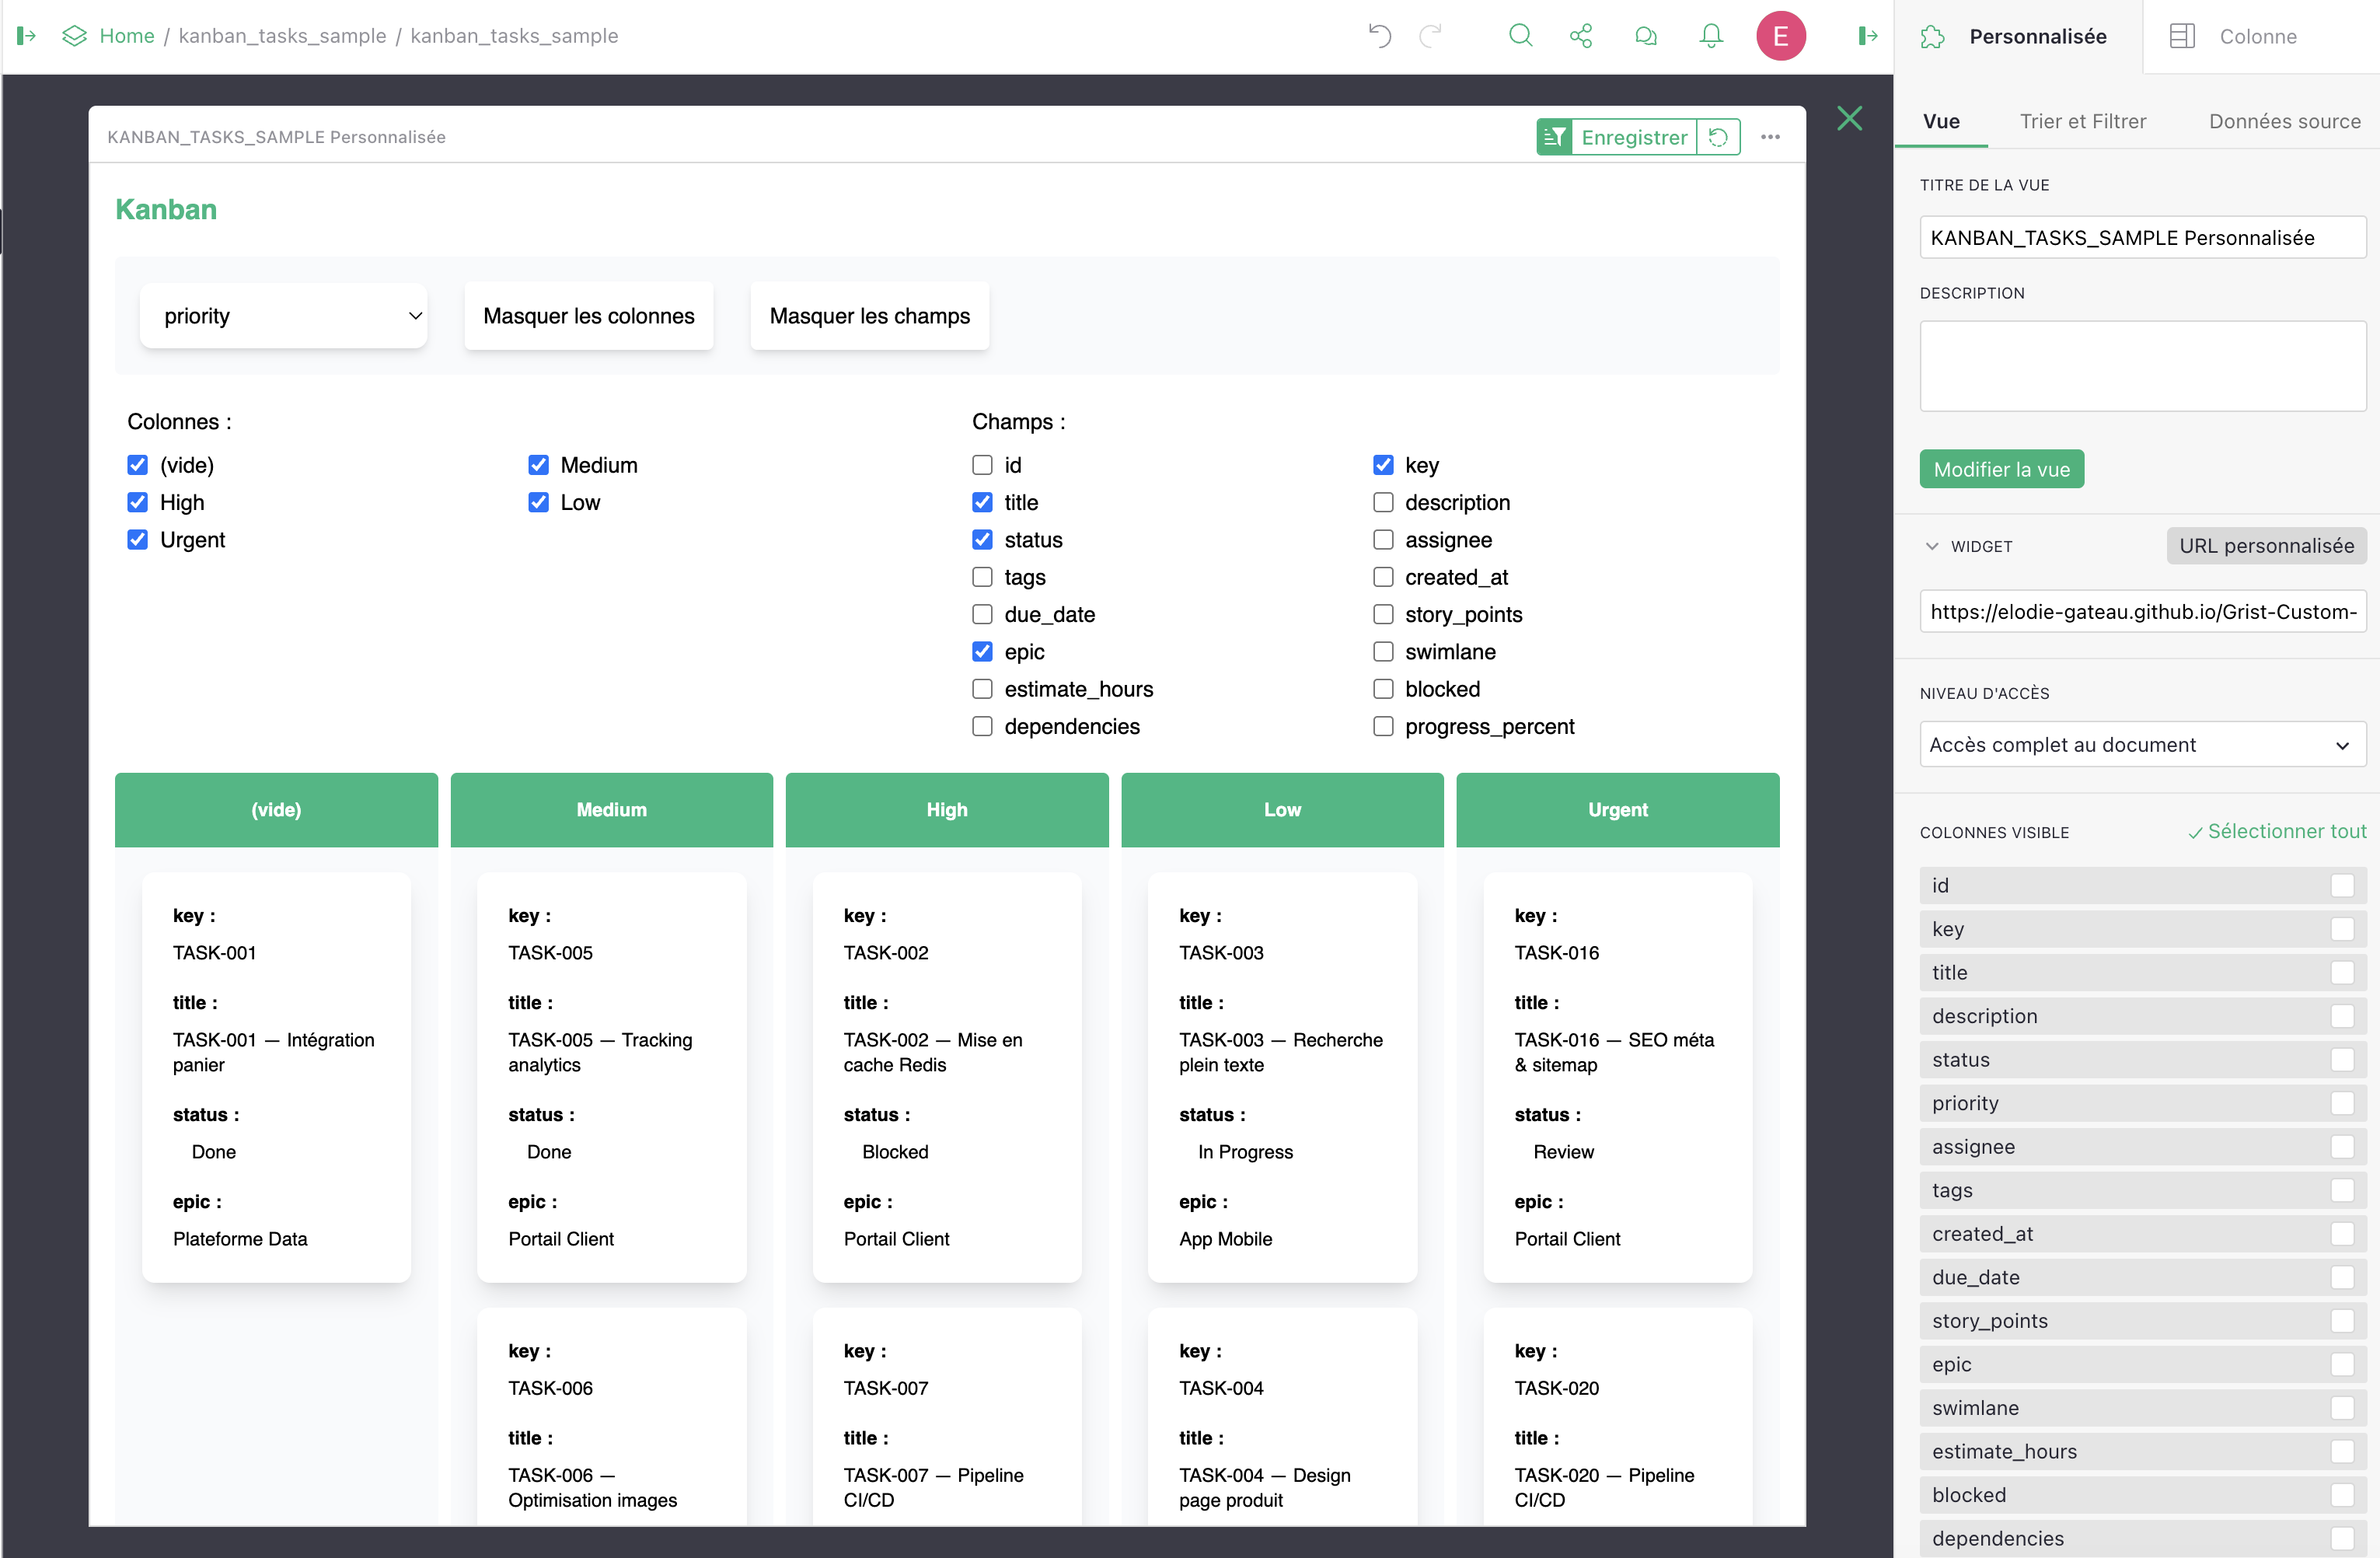 Home / kanban_tasks_sample / kanban_tasks_sample
E
KANBAN_TASKS_SAMPLE Personnalisée
Enregistrer
Kanban
priority
Masquer les colonnes
Masquer les champs
Colonnes :
(vide)
Medium
High
Low
Urgent
Champs :
id
key
title
description
status
assignee
tags
created_at
due_date
story_points
epic
swimlane
estimate_hours
blocked
dependencies
progress_percent
(vide)
key :
TASK-001
title :
TASK-001 — Intégration
panier
status :
Done
epic :
Plateforme Data
Medium
key :
TASK-005
title :
TASK-005 — Tracking
analytics
status :
Done
epic :
Portail Client
key :
TASK-006
title :
TASK-006 —
Optimisation images
High
key :
TASK-002
title :
TASK-002 — Mise en
cache Redis
status :
Blocked
epic :
Portail Client
key :
TASK-007
title :
TASK-007 — Pipeline
CI/CD
Low
key :
TASK-003
title :
TASK-003 — Recherche
plein texte
status :
In Progress
epic :
App Mobile
key :
TASK-004
title :
TASK-004 — Design
page produit
Urgent
key :
TASK-016
title :
TASK-016 — SEO méta
& sitemap
status :
Review
epic :
Portail Client
key :
TASK-020
title :
TASK-020 — Pipeline
CI/CD
Personnalisée
Colonne
Vue
Trier et Filtrer
Données source
TITRE DE LA VUE
KANBAN_TASKS_SAMPLE Personnalisée
DESCRIPTION
Modifier la vue
WIDGET
URL personnalisée
https://elodie-gateau.github.io/Grist-Custom-
NIVEAU D'ACCÈS
Accès complet au document
COLONNES VISIBLE
Sélectionner tout
id
key
title
description
status
priority
assignee
tags
created_at
due_date
story_points
epic
swimlane
estimate_hours
blocked
dependencies